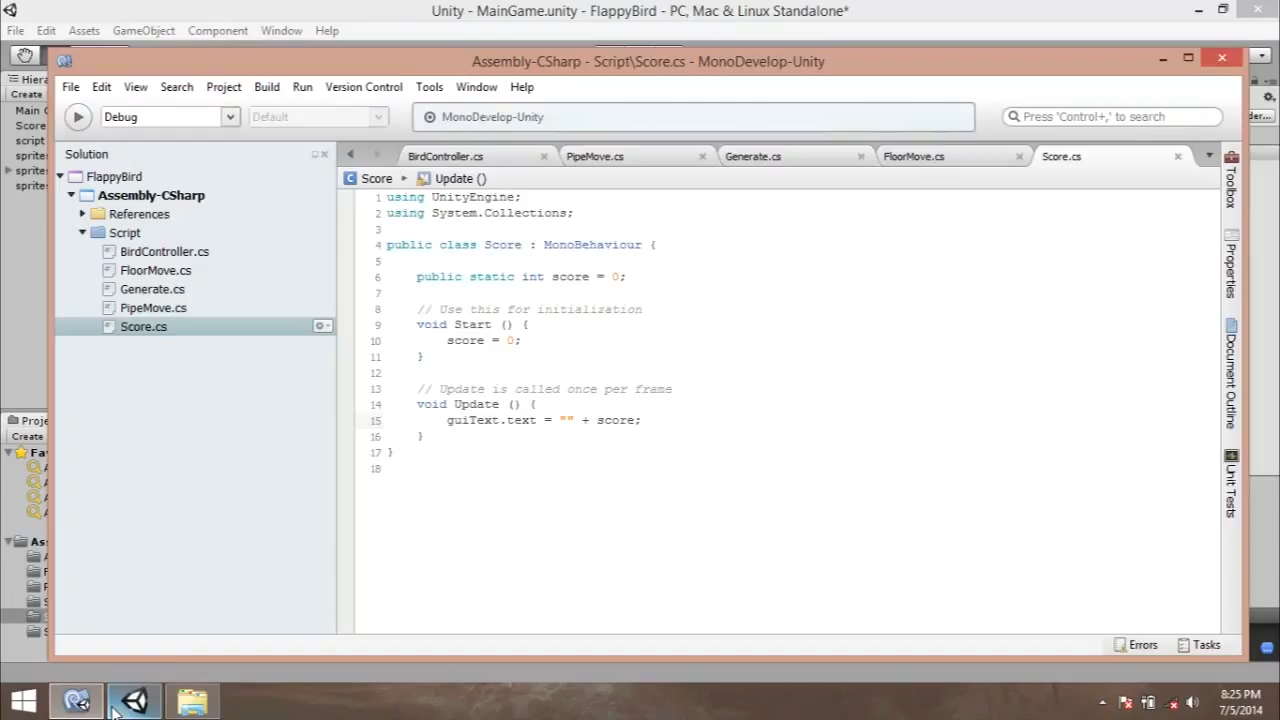 Unity - MainGame.unity - FlappyBird - PC, Mac & Linux Standalone*
File Edit Assets GameObject Component Window Help
Assembly-CSharp - Script\Score.cs - MonoDevelop-Unity
Hiera
Create
Main C
Score
script
sprites
sprites
File Edit View Search Project Build Run Version Control Tools Window Help
Debug Default MonoDevelop-Unity Press 'Control+,' to search
der...
Solution
BirdController.cs PipeMove.cs Generate.cs FloorMove.cs Score.cs
FlappyBird
Assembly-CSharp
References
Script
BirdController.cs
FloorMove.cs
Generate.cs
PipeMove.cs
Score.cs
Score Update ()
1 using UnityEngine;
2 using System.Collections;
3
4 public class Score : MonoBehaviour {
5
6 public static int score = 0;
7
8 // Use this for initialization
9 void Start () {
10 score = 0;
11 }
12
13 // Update is called once per frame
14 void Update () {
15 guiText.text = "" + score;
16 }
17 }
18
Toolbox
Properties
Document Outline
Unit Tests
Proje
Create
Fa
As
Errors Tasks
8:25 PM
7/5/2014